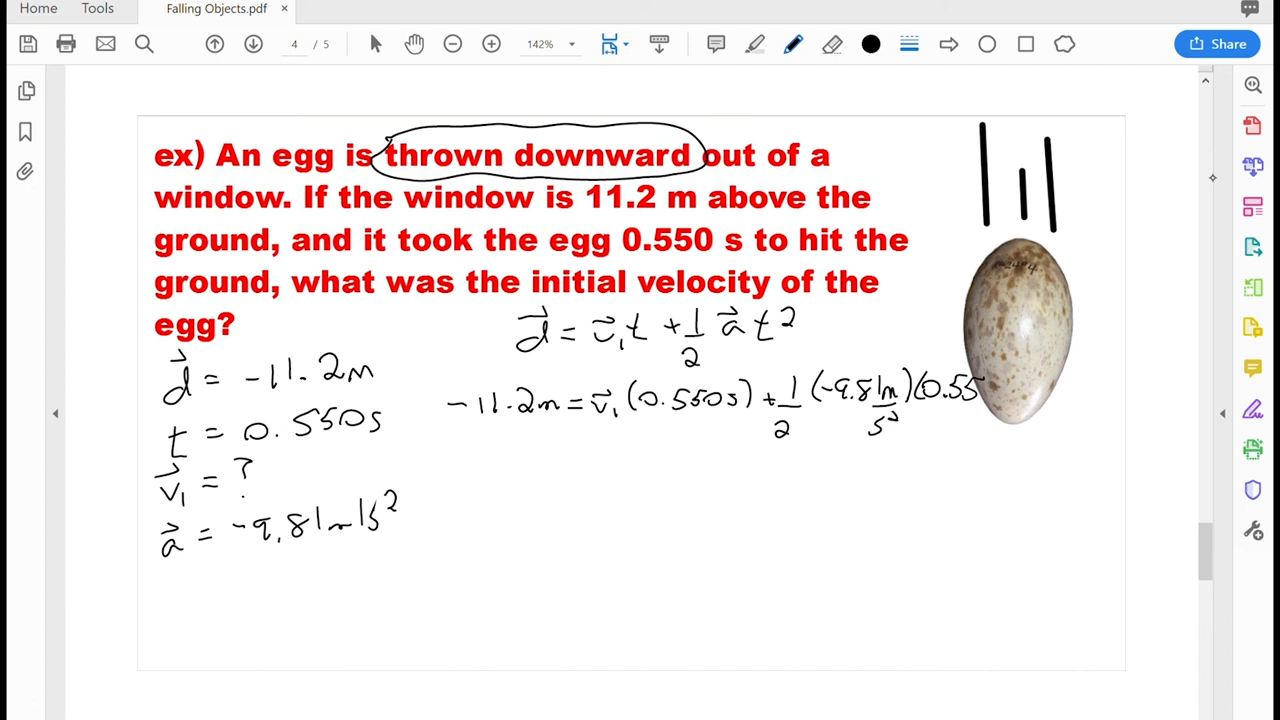 Home Tools Falling Objects.pdf ×
4 / 5 142% Share
ex) An egg is thrown downward out of a
window. If the window is 11.2 m above the
ground, and it took the egg 0.550 s to hit the
ground, what was the initial velocity of the
egg?
d⃗ = v⃗₁t + 1/2 a⃗ t²
d⃗ = -11.2m
-11.2m = v⃗₁(0.550s) + 1/2 (-9.81m/s²)(0.55
t = 0.550s
v⃗₁ = ?
a⃗ = -9.81m/s²